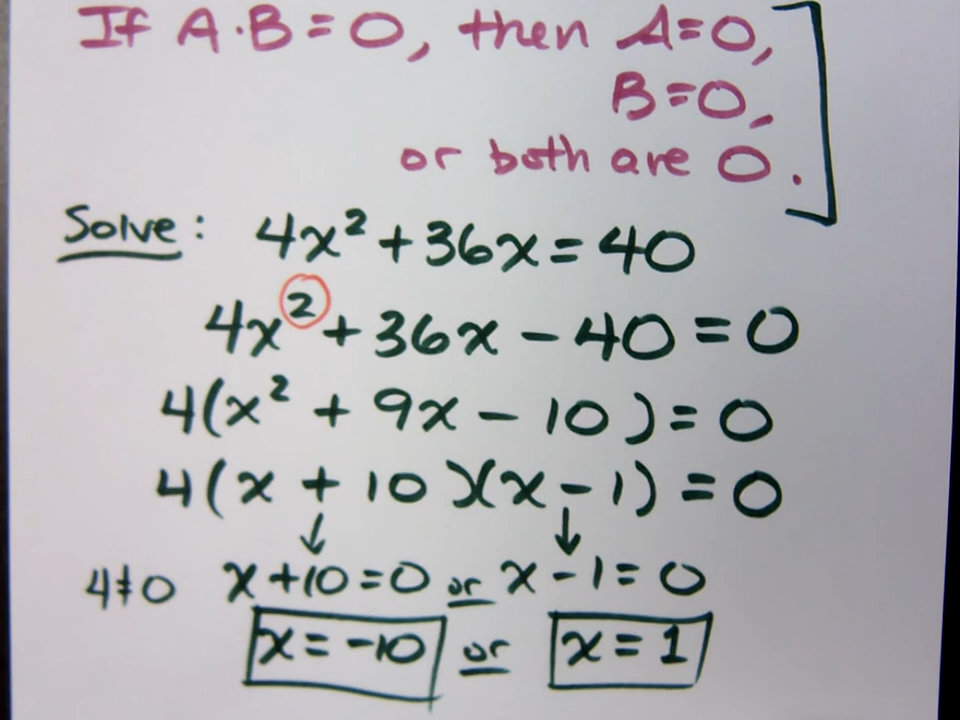 If A·B=0, then A=0,
B=0,
or both are 0.
Solve: 4x²+36x=40
4x²+36x-40=0
4(x²+9x-10)=0
4(x+10)(x-1)=0
4≠0 x+10=0 or x-1=0
x=-10 or x=1